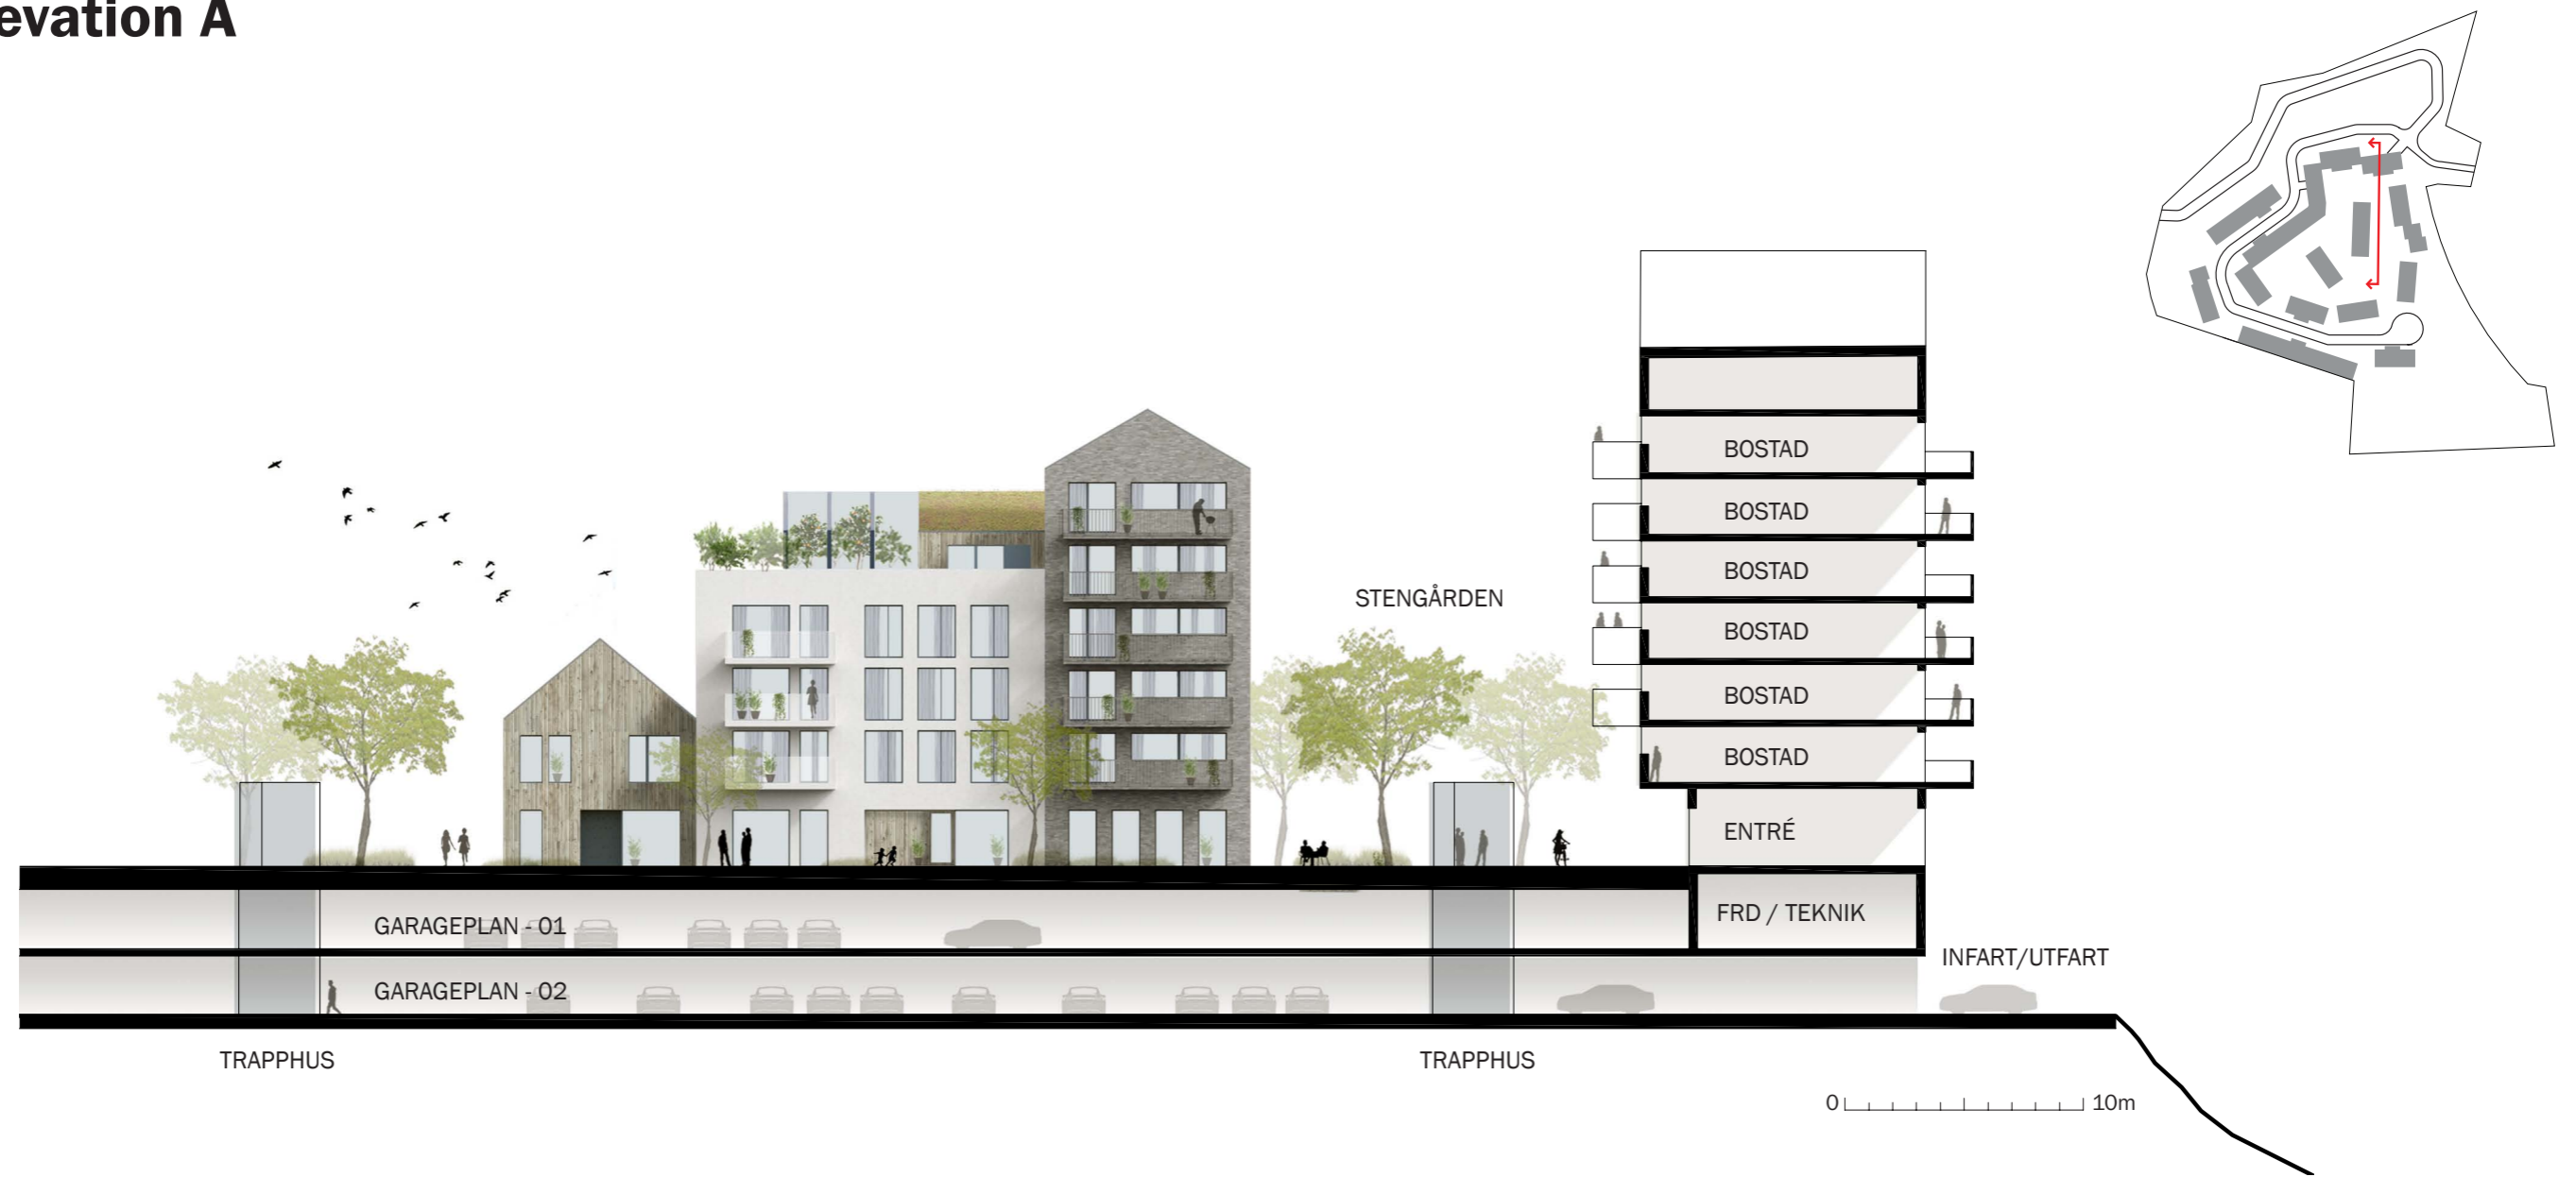 evation A
STENGÅRDEN
BOSTAD
BOSTAD
BOSTAD
BOSTAD
BOSTAD
BOSTAD
ENTRÉ
FRD / TEKNIK
GARAGEPLAN - 01
INFART/UTFART
GARAGEPLAN - 02
TRAPPHUS
TRAPPHUS
0 10m